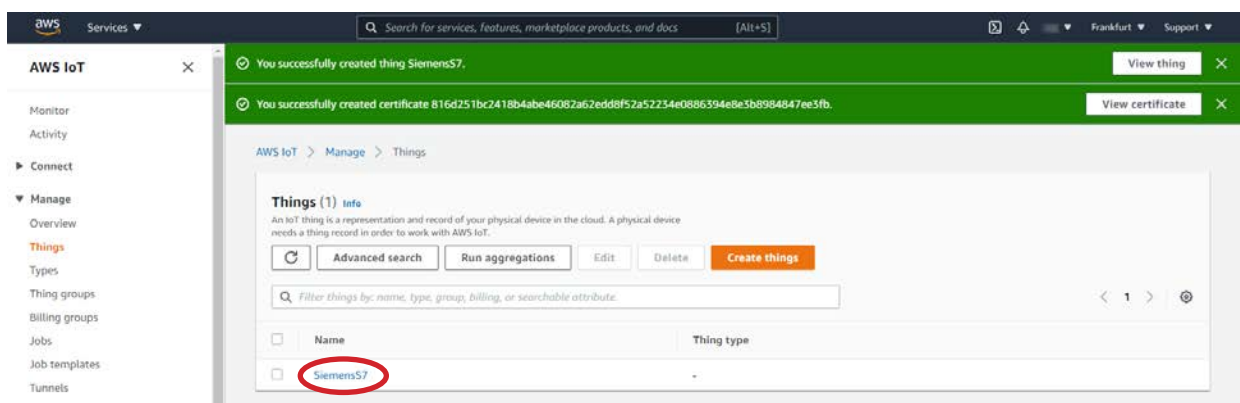 aws Services ▼ Search for services, features, marketplace products, and docs [Alt+S] Frankfurt ▼ Support ▼
AWS IoT
Monitor
Activity
Connect
Manage
Overview
Things
Types
Thing groups
Billing groups
Jobs
Job templates
Tunnels
You successfully created thing SiemensS7. View thing
You successfully created certificate 816d251bc2418b4abe46082a62edd8f52a52234e0886394e8e3b8984847ee3fb. View certificate
AWS IoT > Manage > Things
Things (1) Info
An IoT thing is a representation and record of your physical device in the cloud. A physical device
needs a thing record in order to work with AWS IoT.
Advanced search Run aggregations Edit Delete Create things
Filter things by: name, type, group, billing, or searchable attribute.
< 1 >
Name Thing type
SiemensS7 -